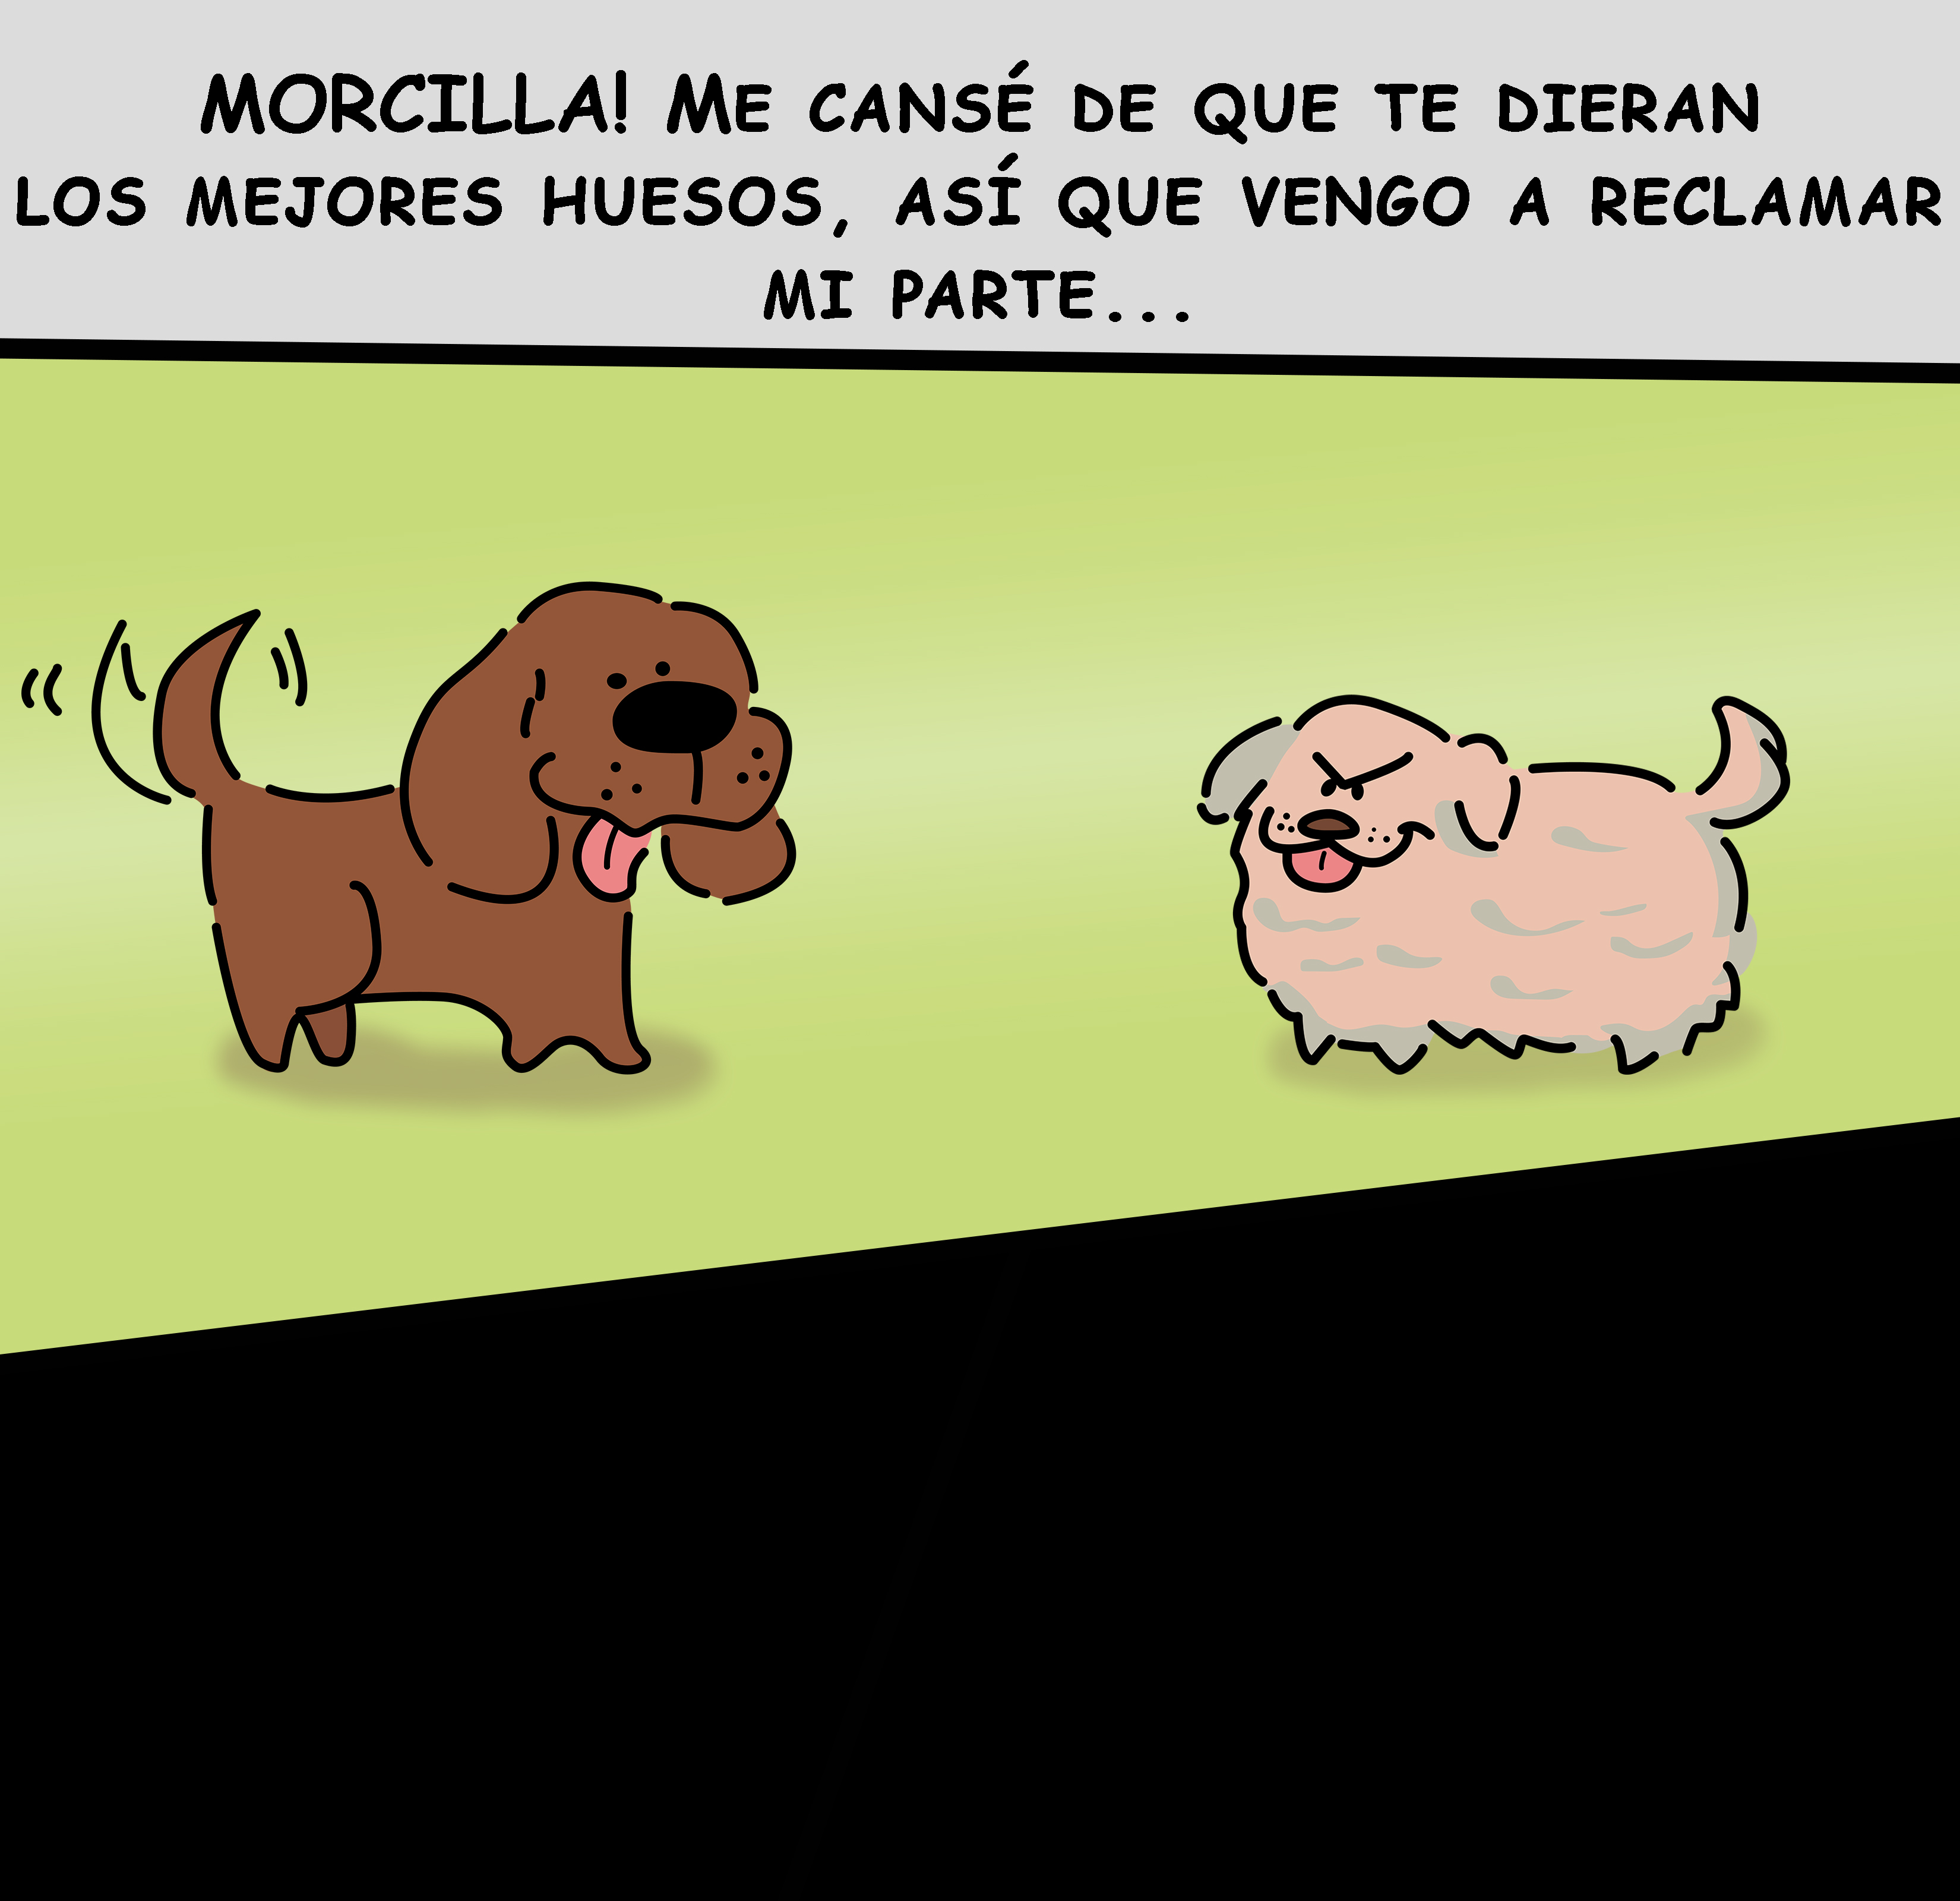 MORCILLA! ME CANSÉ DE QUE TE DIERAN
LOS MEJORES HUESOS, ASÍ QUE VENGO A RECLAMAR
MI PARTE...